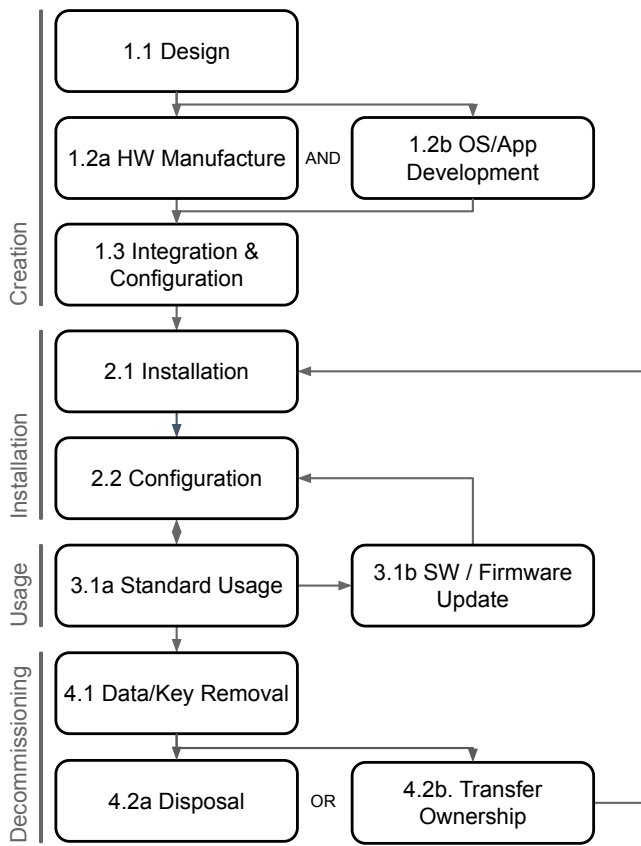 Creation
1.1 Design
1.2a HW Manufacture
AND
1.2b OS/App
Development
1.3 Integration &
Configuration
Installation
2.1 Installation
2.2 Configuration
Usage
3.1a Standard Usage
3.1b SW / Firmware
Update
Decommissioning
4.1 Data/Key Removal
4.2a Disposal
OR
4.2b. Transfer
Ownership